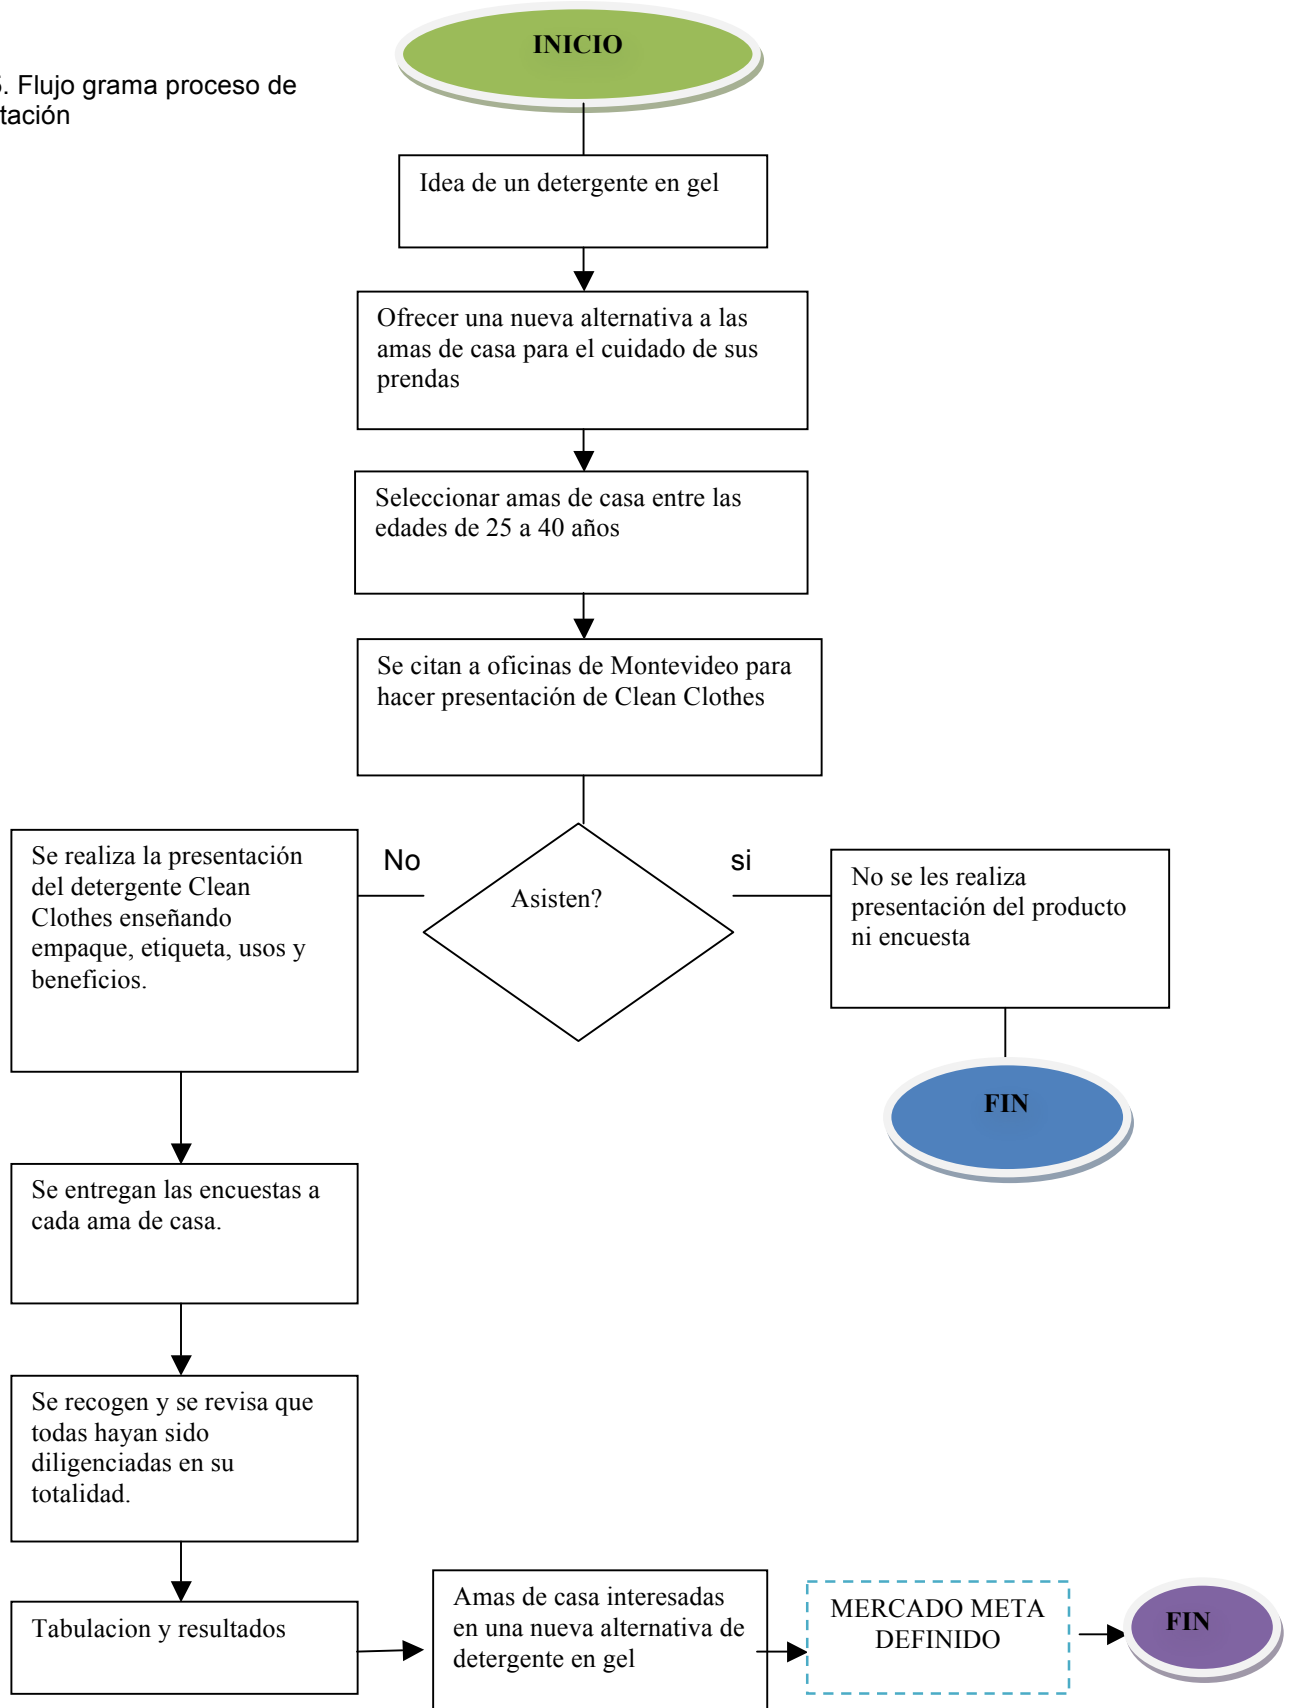 INICIO
5. Flujo grama proceso de
tación
Idea de un detergente en gel
Ofrecer una nueva alternativa a las
amas de casa para el cuidado de sus
prendas
Seleccionar amas de casa entre las
edades de 25 a 40 años
Se citan a oficinas de Montevideo para
hacer presentación de Clean Clothes
Asisten?
No
si
Se realiza la presentación
del detergente Clean
Clothes enseñando
empaque, etiqueta, usos y
beneficios.
No se les realiza
presentación del producto
ni encuesta
FIN
Se entregan las encuestas a
cada ama de casa.
Se recogen y se revisa que
todas hayan sido
diligenciadas en su
totalidad.
Tabulacion y resultados
Amas de casa interesadas
en una nueva alternativa de
detergente en gel
MERCADO META
DEFINIDO
FIN